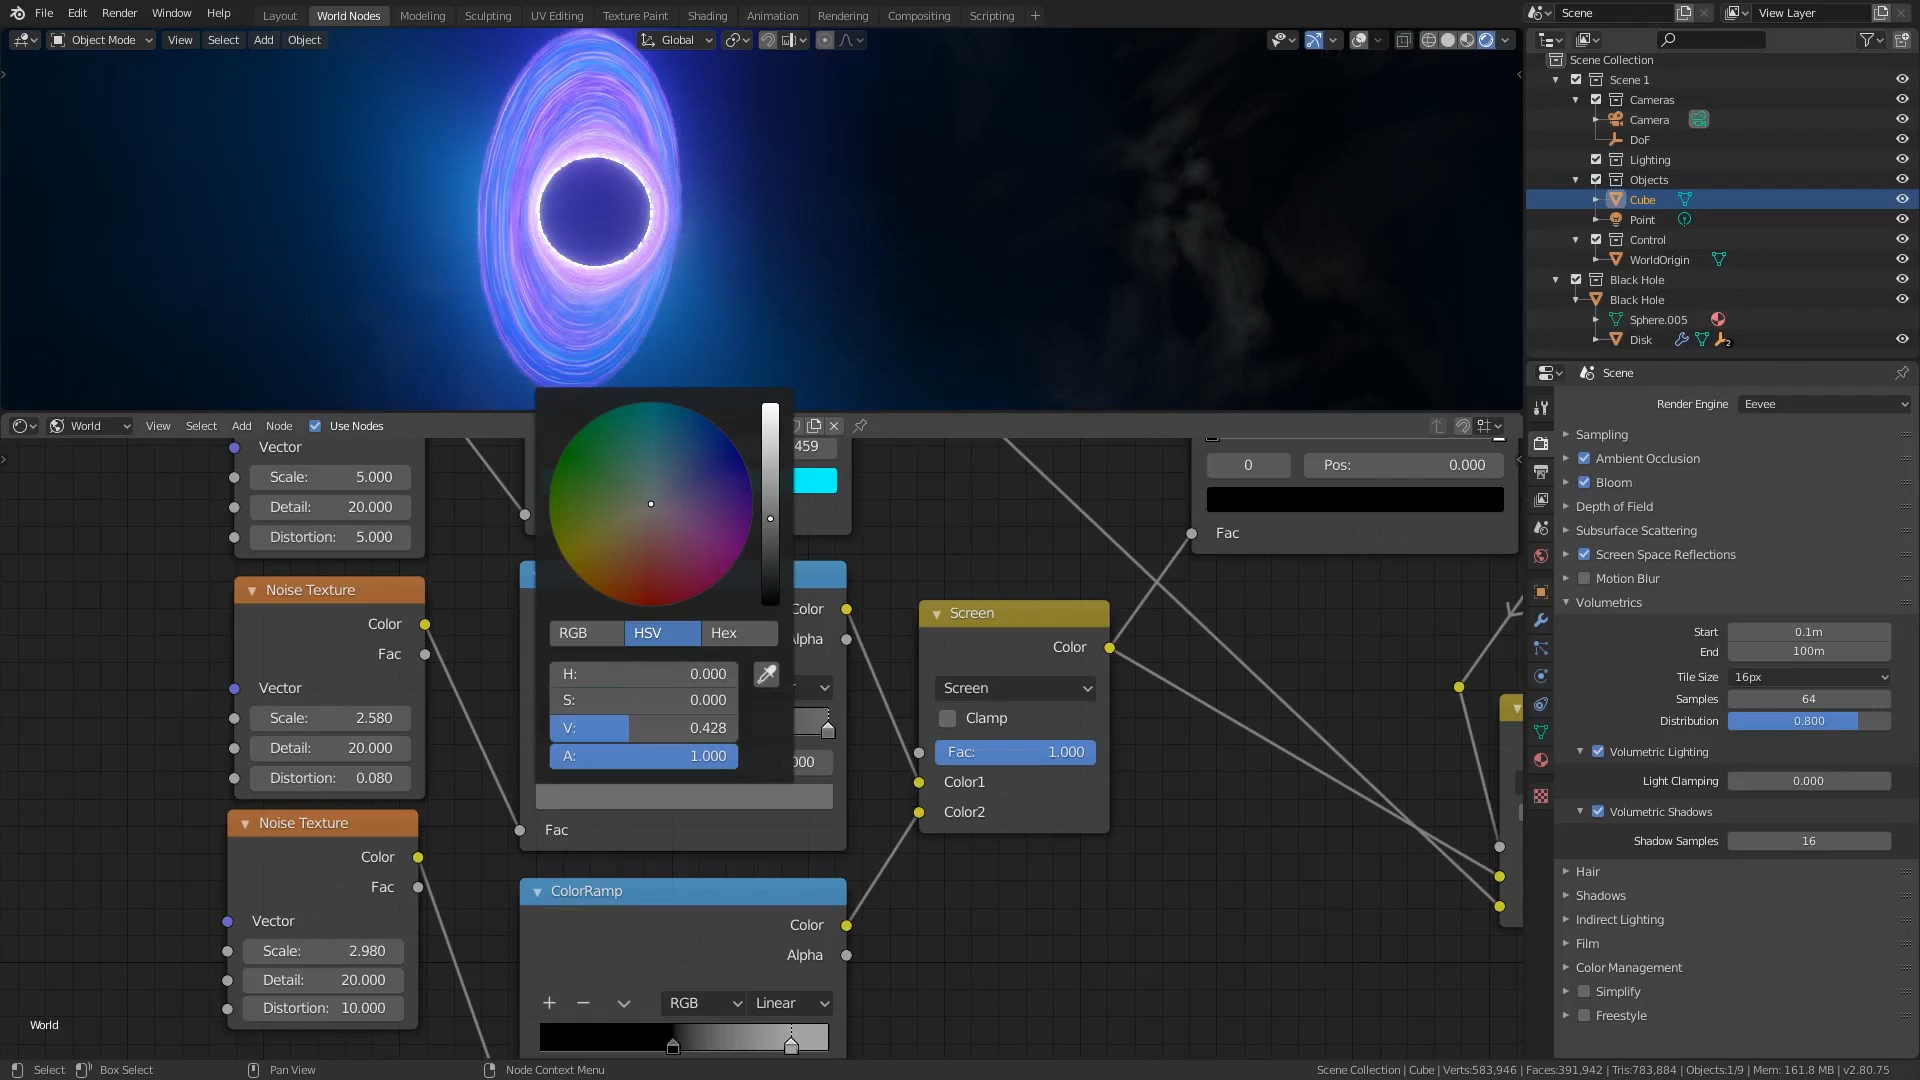 File Edit Render Window Help Layout World Nodes Modeling Sculpting UV Editing Texture Paint Shading Animation Rendering Compositing Scripting + Scene View Layer
Object Mode View Select Add Object Global
Scene Collection
Scene 1
Cameras
Camera
DoF
Lighting
Objects
Cube
Point
Control
WorldOrigin
Black Hole
Black Hole
Sphere.005
Disk 2
Scene
Render Engine Eevee
Sampling
Ambient Occlusion
Bloom
Depth of Field
Subsurface Scattering
Screen Space Reflections
Motion Blur
Volumetrics
Start 0.1m
End 100m
Tile Size 16px
Samples 64
Distribution 0.800
Volumetric Lighting
Light Clamping 0.000
Volumetric Shadows
Shadow Samples 16
Hair
Shadows
Indirect Lighting
Film
Color Management
Simplify
Freestyle
World View Select Add Node Use Nodes
Vector
Scale: 5.000
Detail: 20.000
Distortion: 5.000
Noise Texture
Color
Fac
Vector
Scale: 2.580
Detail: 20.000
Distortion: 0.080
Noise Texture
Color
Fac
Vector
Scale: 2.980
Detail: 20.000
Distortion: 10.000
459
RGB HSV Hex
H: 0.000
S: 0.000
V: 0.428
A: 1.000
Color
Alpha
000
Fac
ColorRamp
Color
Alpha
+ − RGB Linear
Screen
Color
Screen
Clamp
Fac: 1.000
Color1
Color2
0 Pos: 0.000
Fac
World
Select Box Select Pan View Node Context Menu Scene Collection | Cube | Verts:583,946 | Faces:391,942 | Tris:783,884 | Objects:1/9 | Mem: 161.8 MB | v2.80.75